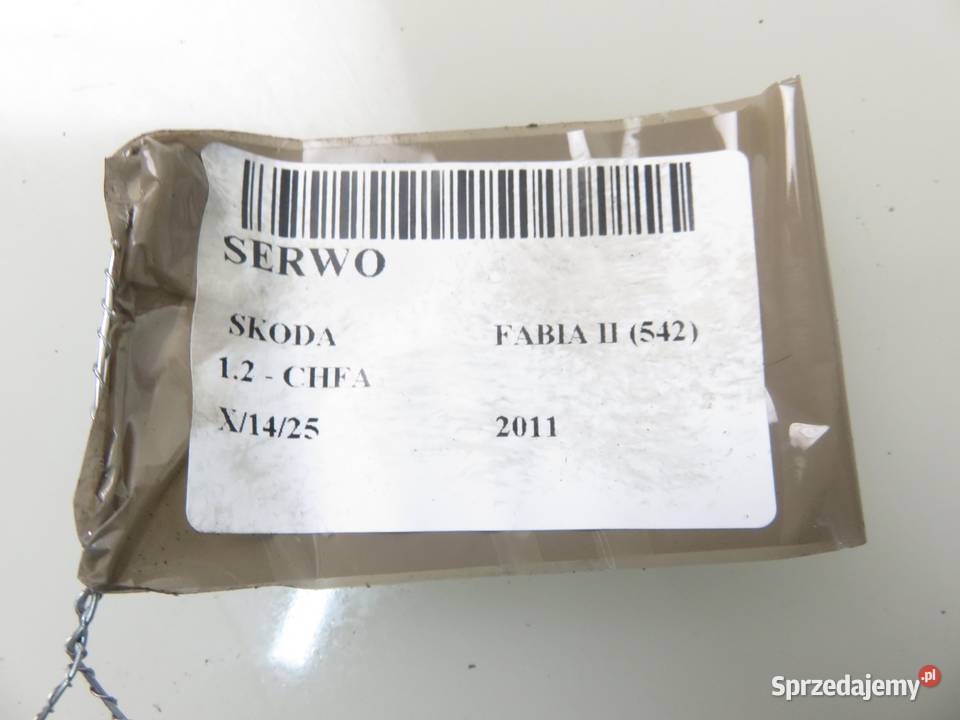 SERWO
SKODA FABIA II (542)
1.2 - CHFA
X/14/25 2011
Sprzedajemy.pl